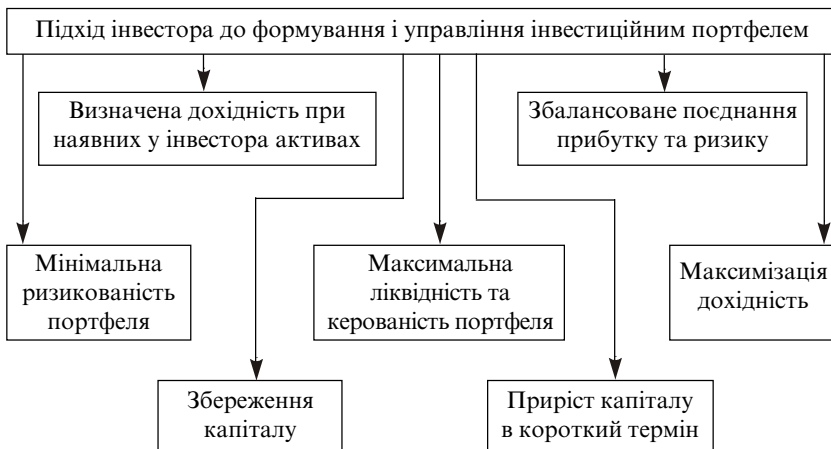 Підхід інвестора до формування і управління інвестиційним портфелем
Визначена дохідність при
наявних у інвестора активах
Збалансоване поєднання
прибутку та ризику
Мінімальна
ризикованість
портфеля
Максимальна
ліквідність та
керованість портфеля
Максимізація
дохідність
Збереження
капіталу
Приріст капіталу
в короткий термін